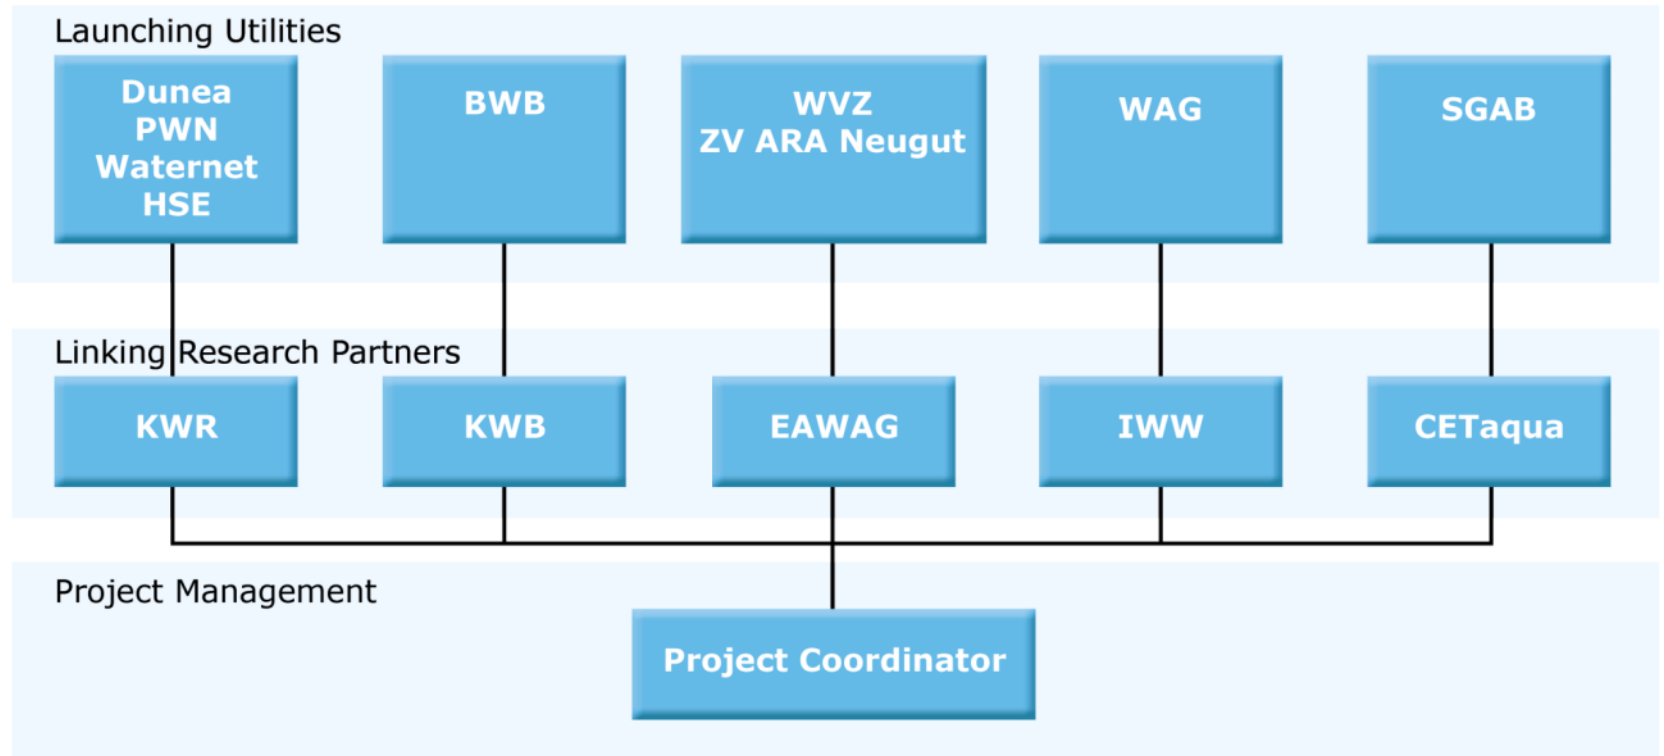 Launching Utilities
Dunea
PWN
Waternet
HSE
BWB
WVZ
ZV ARA Neugut
WAG
SGAB
Linking Research Partners
KWR
KWB
EAWAG
IWW
CETaqua
Project Management
Project Coordinator